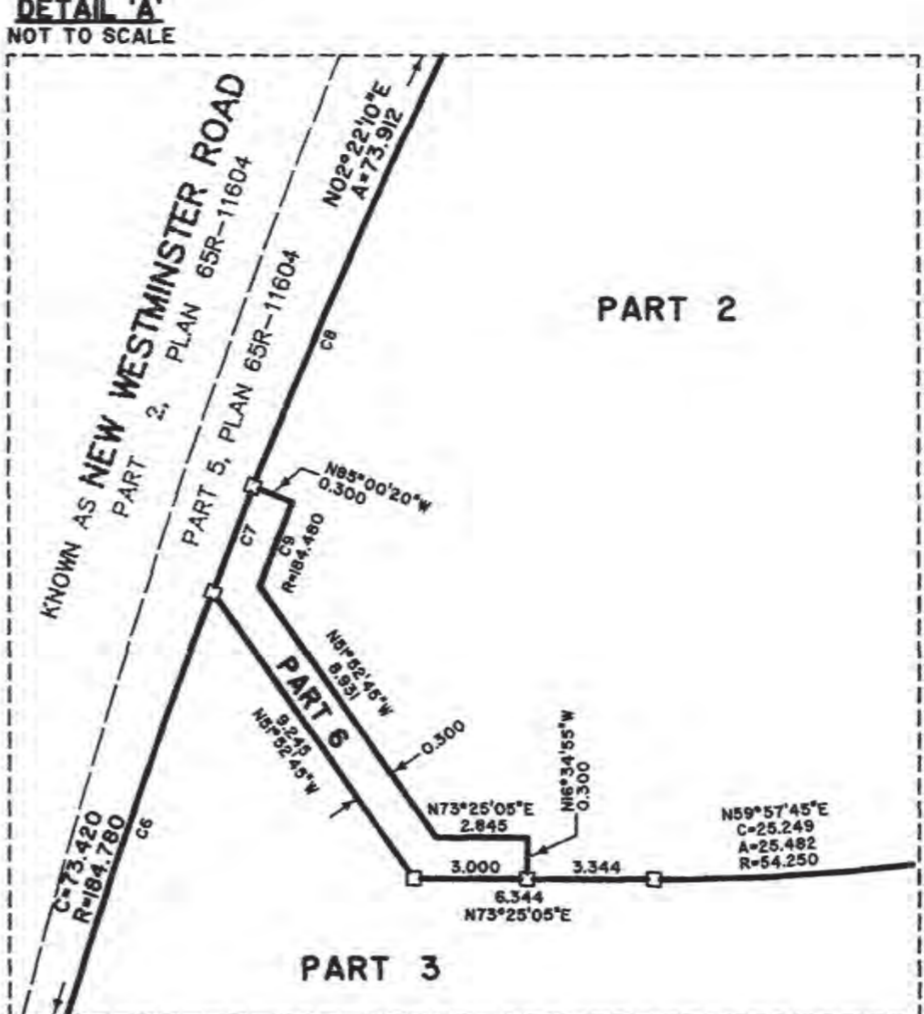 DETAIL 'A'
NOT TO SCALE
N02°22'10"E
A=73.912
KNOWN AS NEW WESTMINSTER ROAD
PART 2, PLAN 65R-11604
PART 5, PLAN 65R-11604
PART 2
C8
N85°00'20"W
0.300
C7
C9
R=184.480
N51°52'45"W
8.931
PART 6
9.245
N51°52'45"W
0.300
N16°34'55"W
0.300
N73°25'05"E
2.845
N59°57'45"E
C=25.249
A=25.482
R=54.250
C6
C=73.420
R=184.780
3.000
3.344
6.344
N73°25'05"E
PART 3